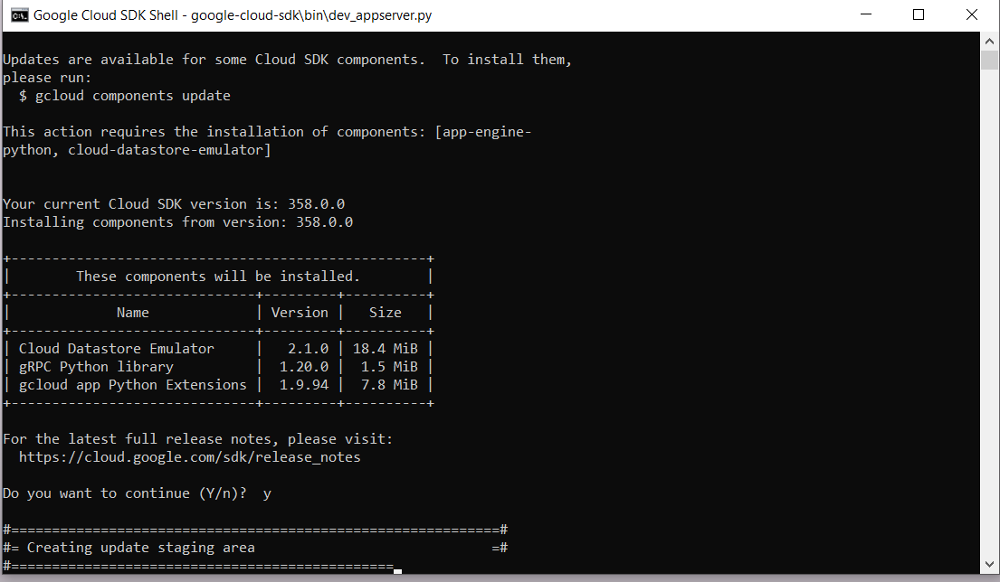 Google Cloud SDK Shell - google-cloud-sdk\bin\dev_appserver.py
Updates are available for some Cloud SDK components.  To install them,
please run:
  $ gcloud components update
This action requires the installation of components: [app-engine-
python, cloud-datastore-emulator]
Your current Cloud SDK version is: 358.0.0
Installing components from version: 358.0.0
+---------------------------------------------------+
|        These components will be installed.        |
+------------------------------+---------+----------+
|             Name             | Version |   Size   |
+------------------------------+---------+----------+
| Cloud Datastore Emulator     |   2.1.0 | 18.4 MiB |
| gRPC Python library          |  1.20.0 |  1.5 MiB |
| gcloud app Python Extensions |  1.9.94 |  7.8 MiB |
+------------------------------+---------+----------+
For the latest full release notes, please visit:
  https://cloud.google.com/sdk/release_notes
Do you want to continue (Y/n)?  y
#============================================================#
#= Creating update staging area                             =#
#===============================================